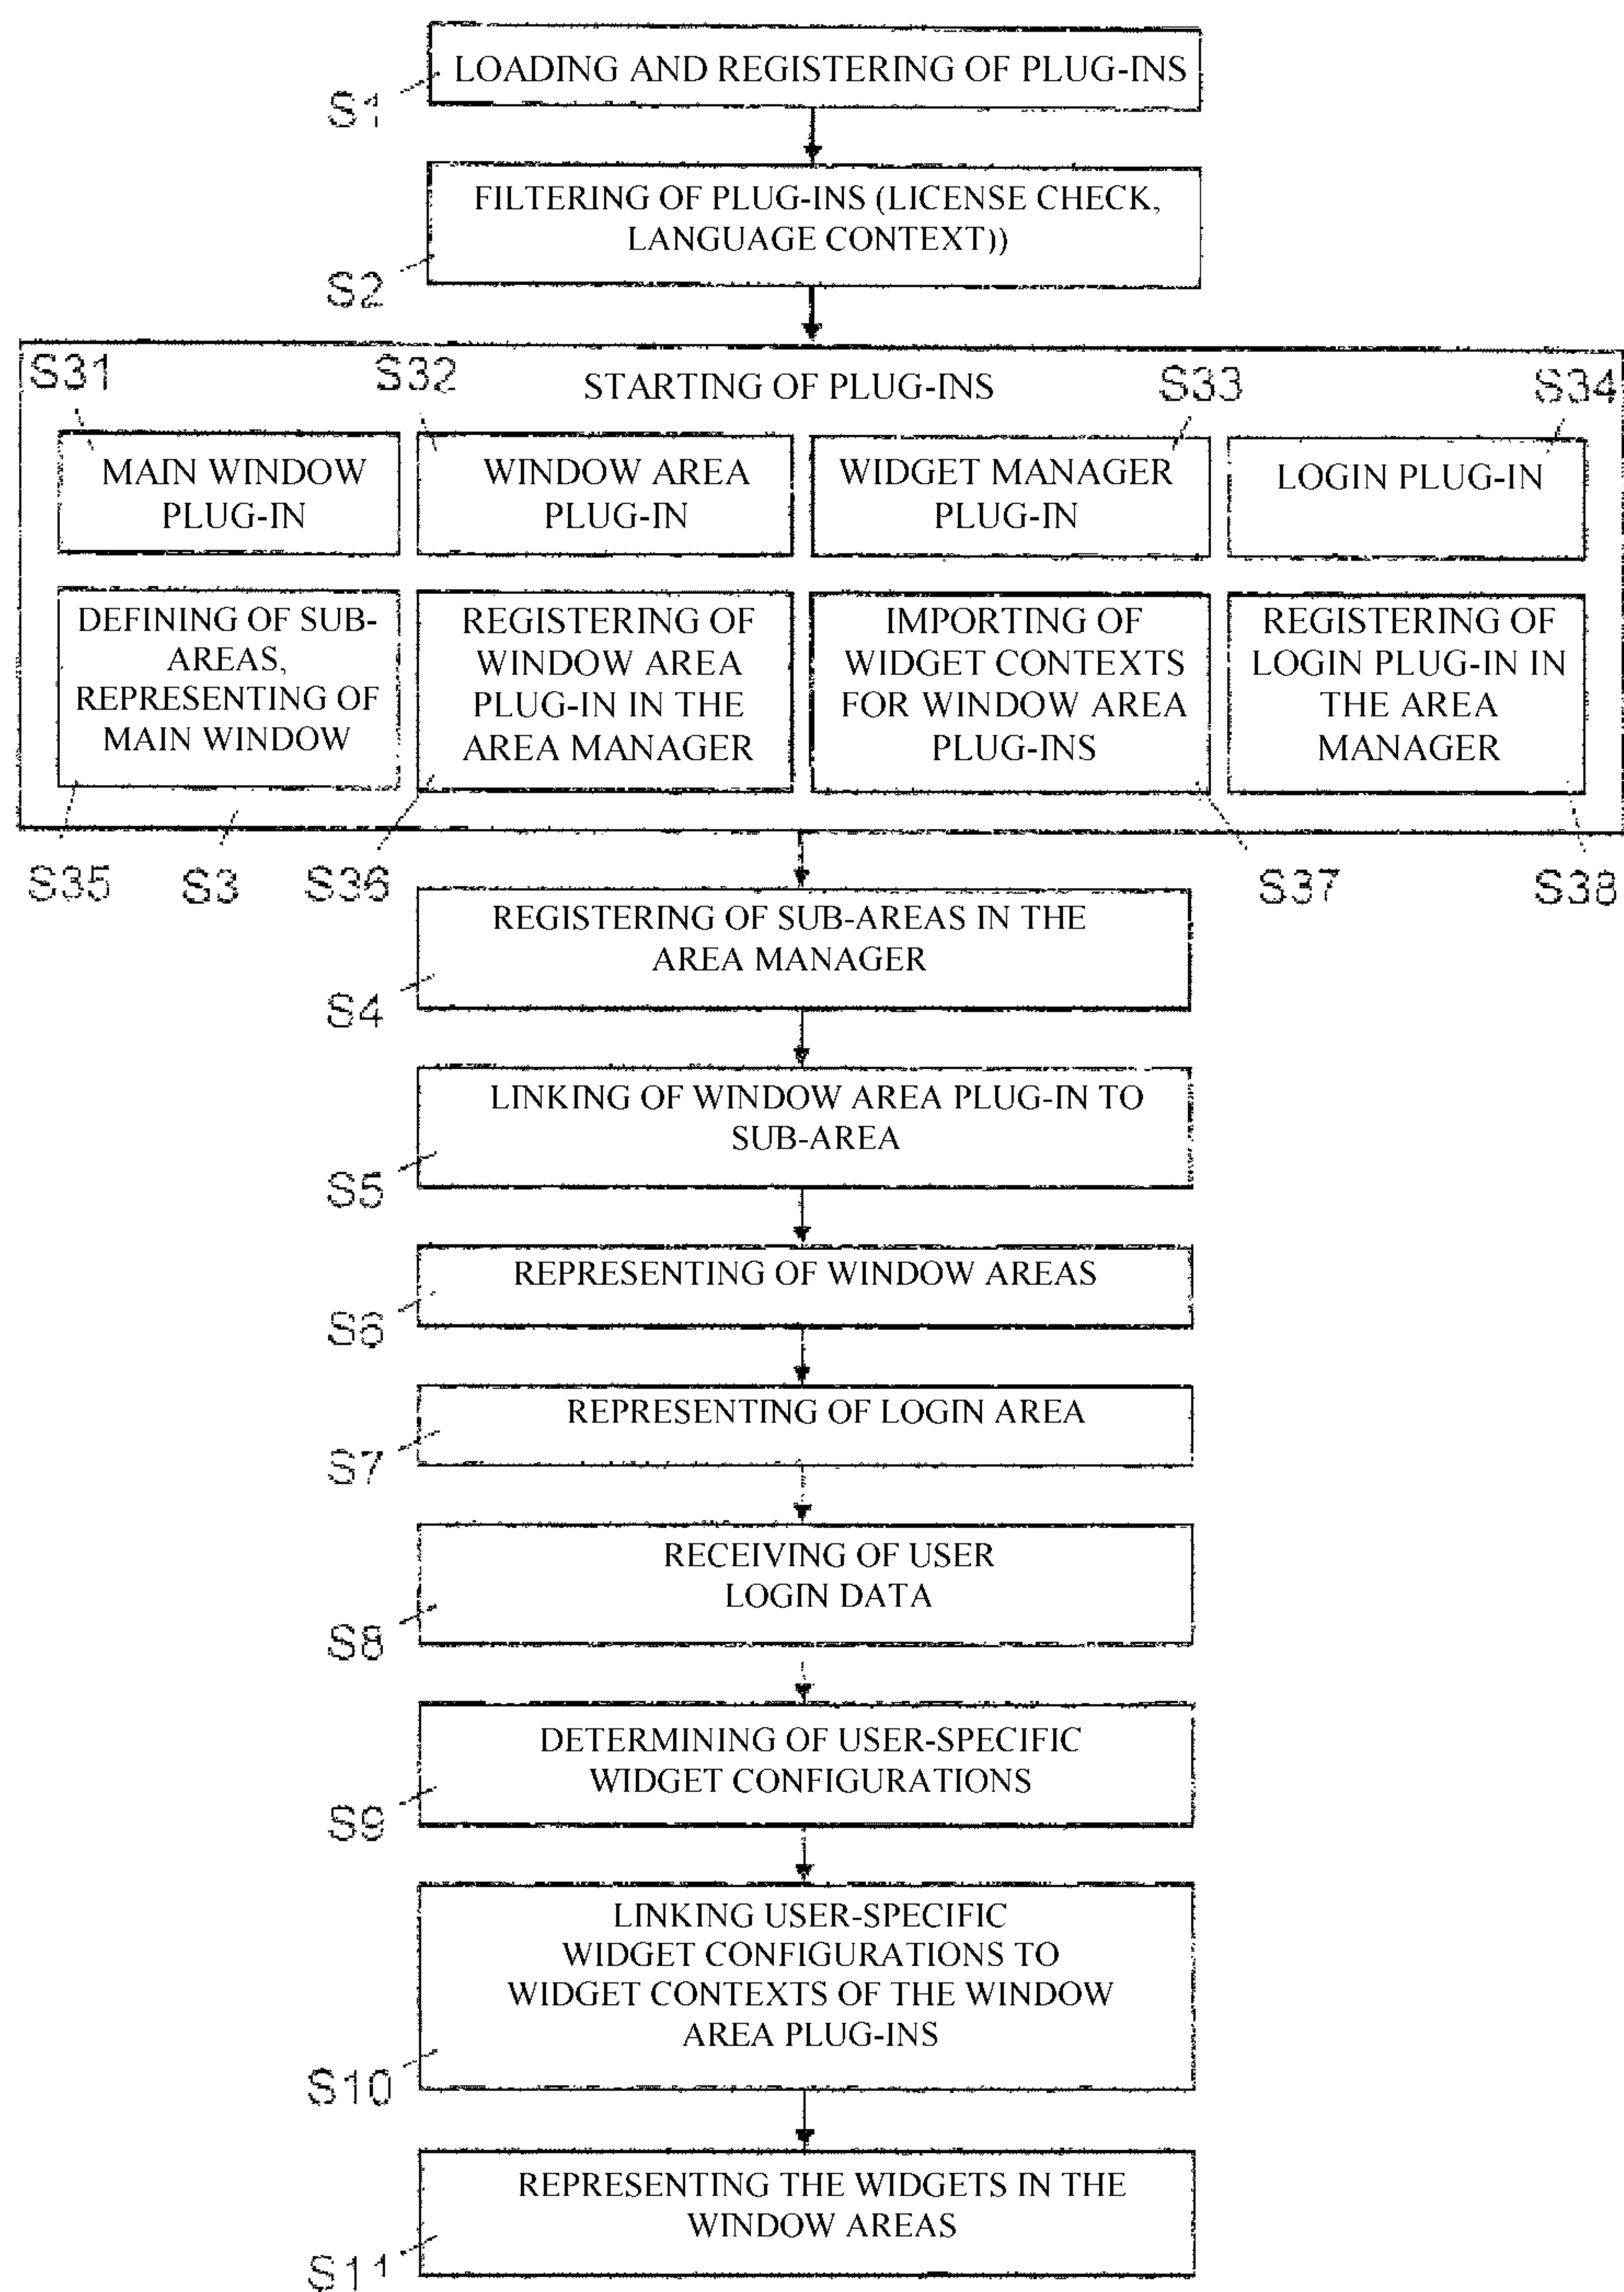 LOADING AND REGISTERING OF PLUG-INS
S1
FILTERING OF PLUG-INS (LICENSE CHECK,
LANGUAGE CONTEXT))
S2
S31
S32
STARTING OF PLUG-INS
S33
S34
MAIN WINDOW
PLUG-IN
WINDOW AREA
PLUG-IN
WIDGET MANAGER
PLUG-IN
LOGIN PLUG-IN
DEFINING OF SUB-
AREAS,
REPRESENTING OF
MAIN WINDOW
REGISTERING OF
WINDOW AREA
PLUG-IN IN THE
AREA MANAGER
IMPORTING OF
WIDGET CONTEXTS
FOR WINDOW AREA
PLUG-INS
REGISTERING OF
LOGIN PLUG-IN IN
THE AREA
MANAGER
S35
S3
S36
S37
S38
REGISTERING OF SUB-AREAS IN THE
AREA MANAGER
S4
LINKING OF WINDOW AREA PLUG-IN TO
SUB-AREA
S5
REPRESENTING OF WINDOW AREAS
S6
REPRESENTING OF LOGIN AREA
S7
RECEIVING OF USER
LOGIN DATA
S8
DETERMINING OF USER-SPECIFIC
WIDGET CONFIGURATIONS
S9
LINKING USER-SPECIFIC
WIDGET CONFIGURATIONS TO
WIDGET CONTEXTS OF THE WINDOW
AREA PLUG-INS
S10
REPRESENTING THE WIDGETS IN THE
WINDOW AREAS
S11